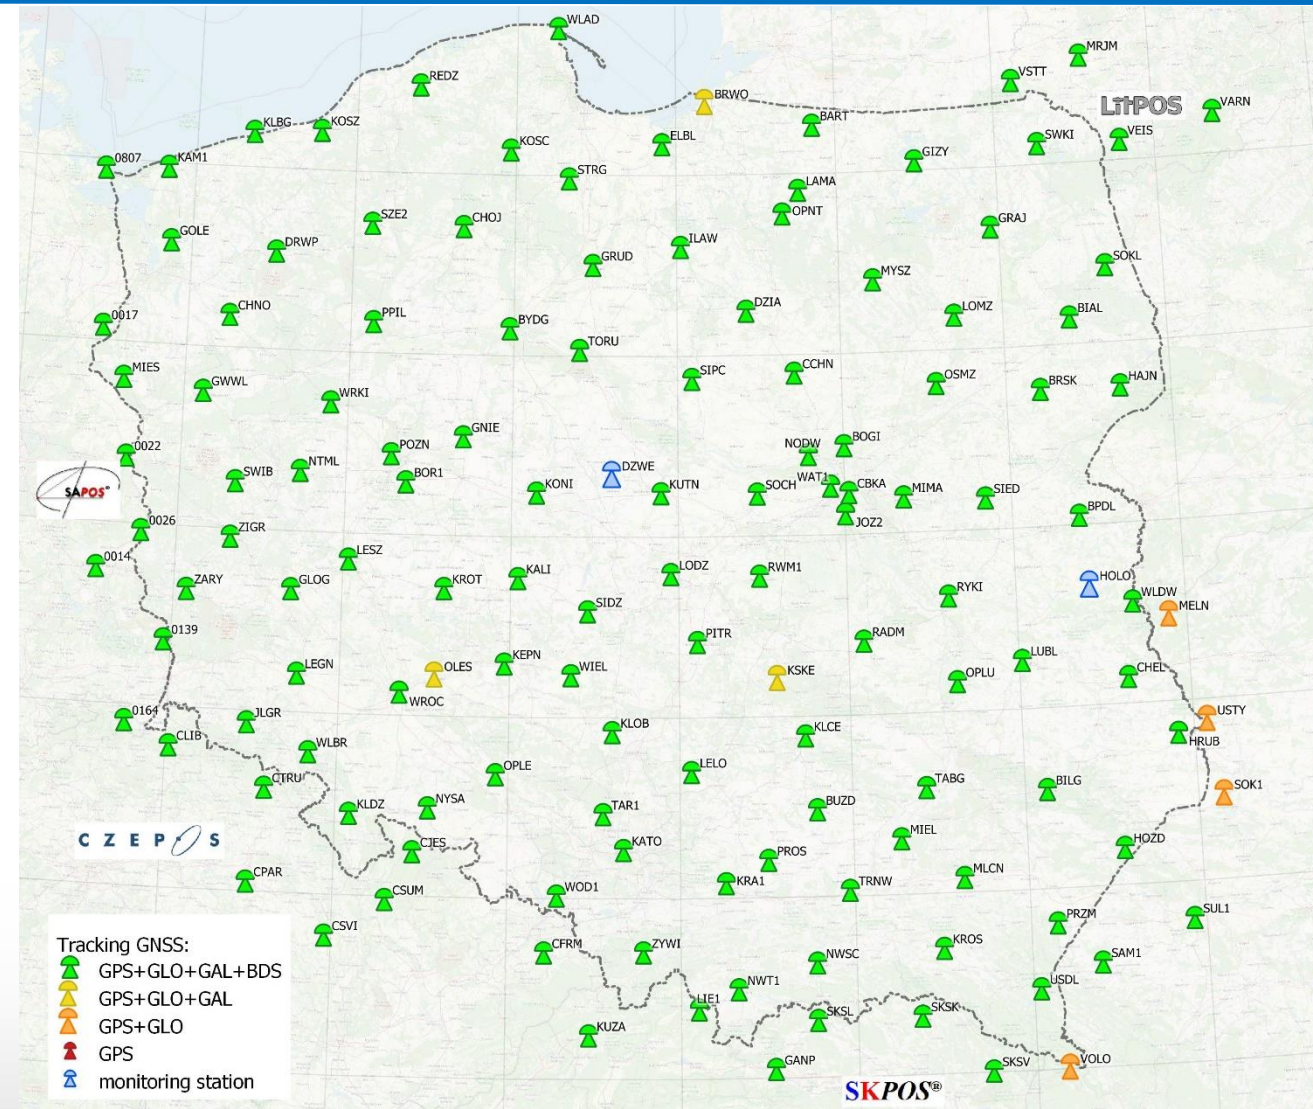 WLAD
MRJM
REDZ
VSTT
BRWO
LitPOS
VARN
KLBG
KOSZ
BART
VEIS
KOSC
ELBL
SWKI
GIZY
0807
KAM1
STRG
LAMA
OPNT
SZE2
CHOJ
GRAJ
GOLE
DRWP
ILAW
GRUD
SOKL
MYSZ
CHNO
DZIA
LOMZ
BIAL
0017
PPIL
BYDG
TORU
MIES
GWWL
SIPC
CCHN
OSMZ
BRSK
HAJN
WRKI
GNIE
BOGI
NODW
0022
POZN
NTML
DZWE
SWIB
BOR1
SAPOS®
KONI
KUTN
SOCH
WAT1
CBKA
MIMA
SIED
BPDL
0026
JOZ2
ZIGR
LESZ
0014
KALI
LODZ
RWM1
HOLO
ZARY
GLOG
KROT
RYKI
WLDW
MELN
SIDZ
0139
PITR
RADM
LEGN
OLES
KEPN
WIEL
KSKE
LUBL
OPLU
CHEL
WROC
0164
JLGR
KLOB
KLCE
USTY
CLIB
WLBR
HRUB
OPLE
LELO
CTRU
TABG
BILG
SOK1
KLDZ
NYSA
TAR1
BUZD
CZEPOS
CJES
KATO
MIEL
HOZD
PROS
CPAR
KRA1
TRNW
MLCN
CSUM
WOD1
PRZM
SUL1
CSVI
CFRM
ZYWI
NWSC
KROS
SAM1
NWT1
USDL
LIE1
SKSL
SKSK
KUZA
GANP
SKSV
VOLO
SKPOS®
Tracking GNSS:
GPS+GLO+GAL+BDS
GPS+GLO+GAL
GPS+GLO
GPS
monitoring station